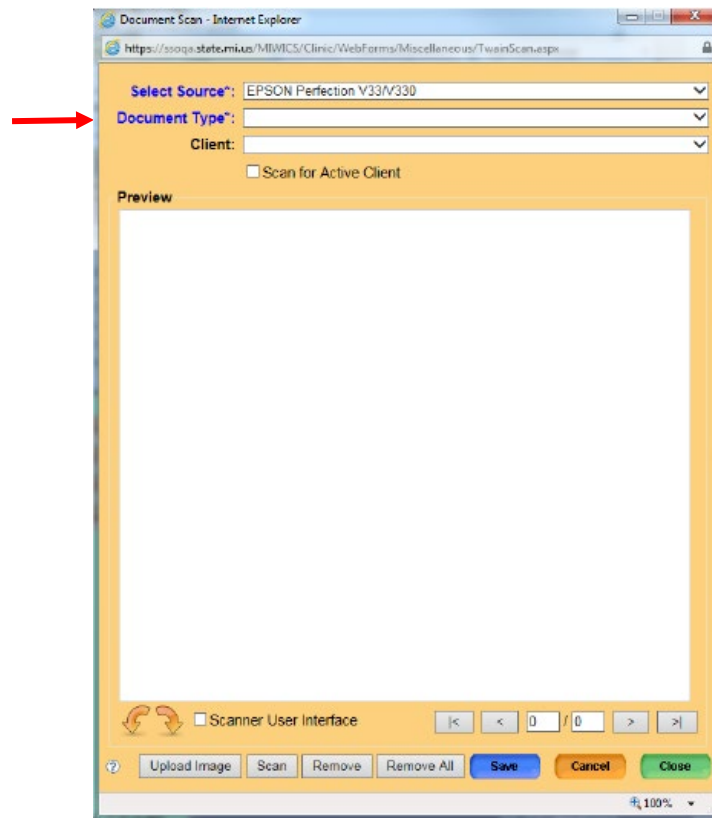 Document Scan - Internet Explorer
https://ssoqa.state.mi.us/MIWICS/Clinic/WebForms/Miscellaneous/TwainScan.aspx
Select Source*: EPSON Perfection V33/V330
Document Type*:
Client:
Scan for Active Client
Preview
Scanner User Interface |< < 0 / 0 > >|
? Upload Image Scan Remove Remove All Save Cancel Close
100%